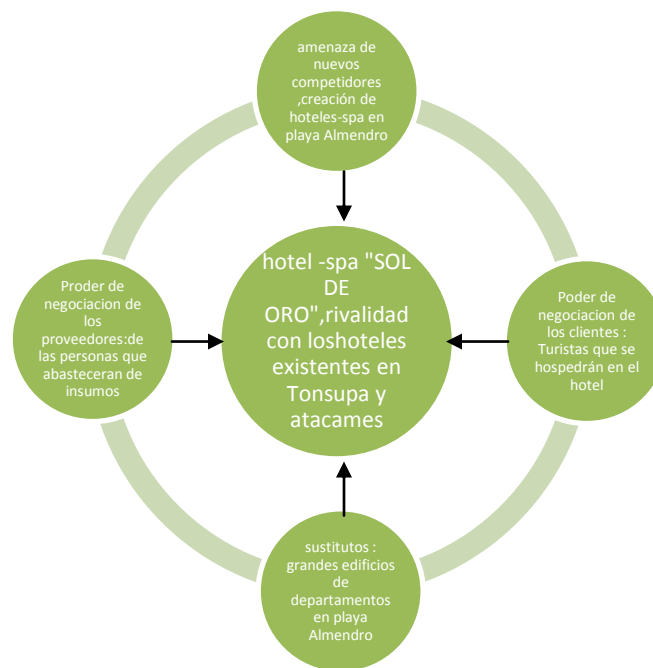 amenaza de
nuevos
competidores
,creación de
hoteles-spa en
playa Almendro
Proder de
negociacion de
los
proveedores:de
las personas que
abasteceran de
insumos
hotel -spa "SOL
DE
ORO",rivalidad
con loshoteles
existentes en
Tonsupa y
atacames
Poder de
negociacion de
los clientes :
Turistas que se
hospedrán en el
hotel
sustitutos :
grandes edificios
de
departamentos
en playa
Almendro